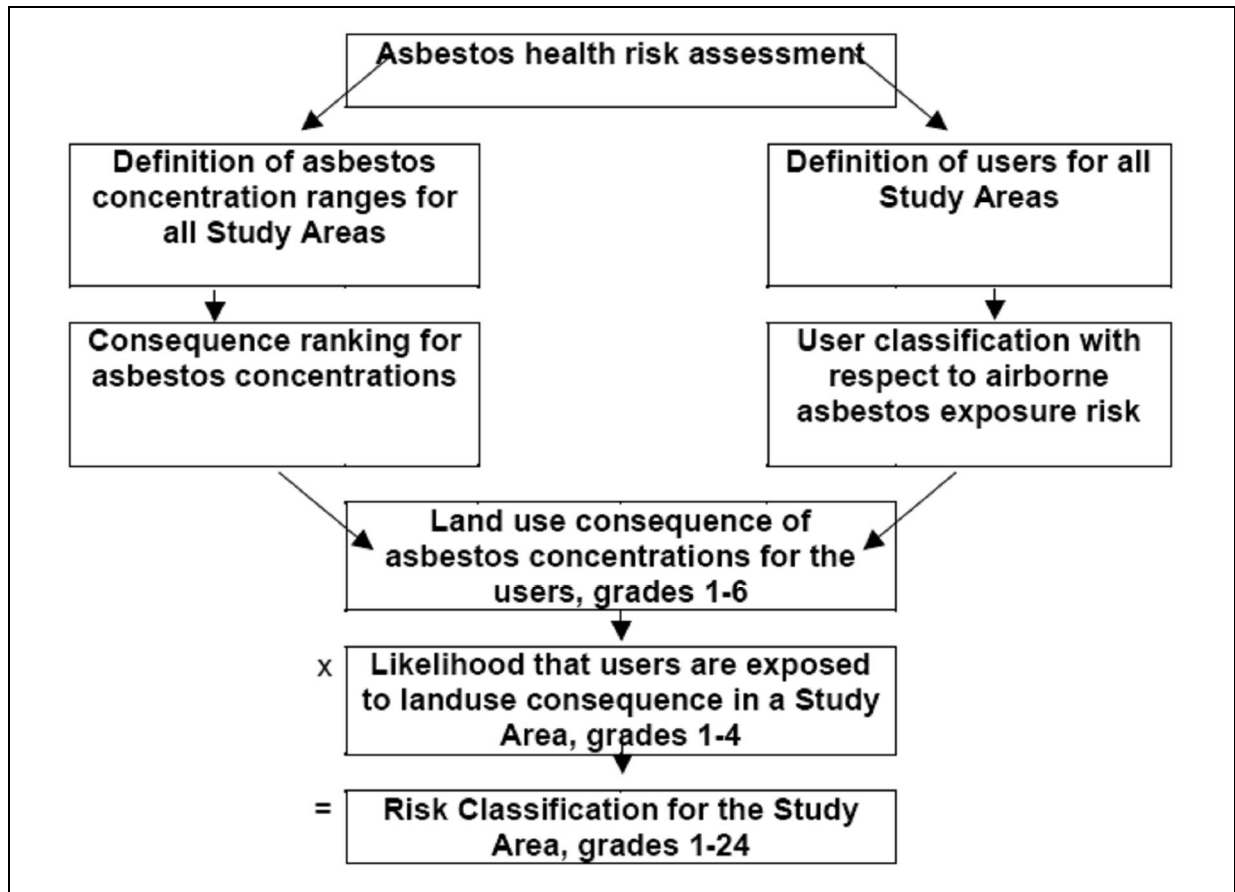 Asbestos health risk assessment
Definition of asbestos
concentration ranges for
all Study Areas
Definition of users for all
Study Areas
Consequence ranking for
asbestos concentrations
User classification with
respect to airborne
asbestos exposure risk
Land use consequence of
asbestos concentrations for the
users, grades 1-6
x
Likelihood that users are exposed
to landuse consequence in a Study
Area, grades 1-4
=
Risk Classification for the Study
Area, grades 1-24